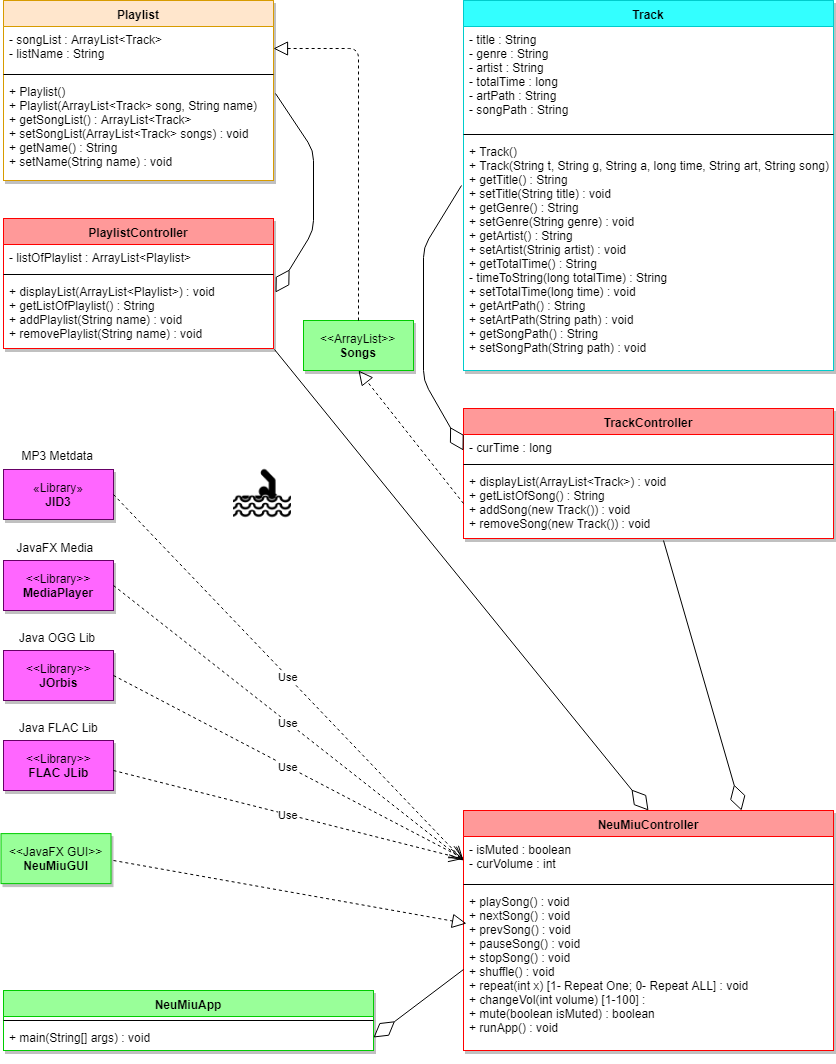 Playlist
- songList : ArrayList<Track>
- listName : String
+ Playlist()
+ Playlist(ArrayList<Track> song, String name)
+ getSongList() : ArrayList<Track>
+ setSongList(ArrayList<Track> songs) : void
+ getName() : String
+ setName(String name) : void
Track
- title : String
- genre : String
- artist : String
- totalTime : long
- artPath : String
- songPath : String
+ Track()
+ Track(String t, String g, String a, long time, String art, String song)
+ getTitle() : String
+ setTitle(String title) : void
+ getGenre() : String
+ setGenre(String genre) : void
+ getArtist() : String
+ setArtist(Strinig artist) : void
+ getTotalTime() : String
- timeToString(long totalTime) : String
+ setTotalTime(long time) : void
+ getArtPath() : String
+ setArtPath(String path) : void
+ getSongPath() : String
+ setSongPath(String path) : void
PlaylistController
- listOfPlaylist : ArrayList<Playlist>
+ displayList(ArrayList<Playlist>) : void
+ getListOfPlaylist() : String
+ addPlaylist(String name) : void
+ removePlaylist(String name) : void
<<ArrayList>>
Songs
TrackController
- curTime : long
+ displayList(ArrayList<Track>) : void
+ getListOfSong() : String
+ addSong(new Track()) : void
+ removeSong(new Track()) : void
MP3 Metdata
«Library»
JID3
JavaFX Media
<<Library>>
MediaPlayer
Java OGG Lib
<<Library>>
JOrbis
Java FLAC Lib
<<Library>>
FLAC JLib
Use
Use
Use
Use
<<JavaFX GUI>>
NeuMiuGUI
NeuMiuController
- isMuted : boolean
- curVolume : int
+ playSong() : void
+ nextSong() : void
+ prevSong() : void
+ pauseSong() : void
+ stopSong() : void
+ shuffle() : void
+ repeat(int x) [1- Repeat One; 0- Repeat ALL] : void
+ changeVol(int volume) [1-100] :
+ mute(boolean isMuted) : boolean
+ runApp() : void
NeuMiuApp
+ main(String[] args) : void